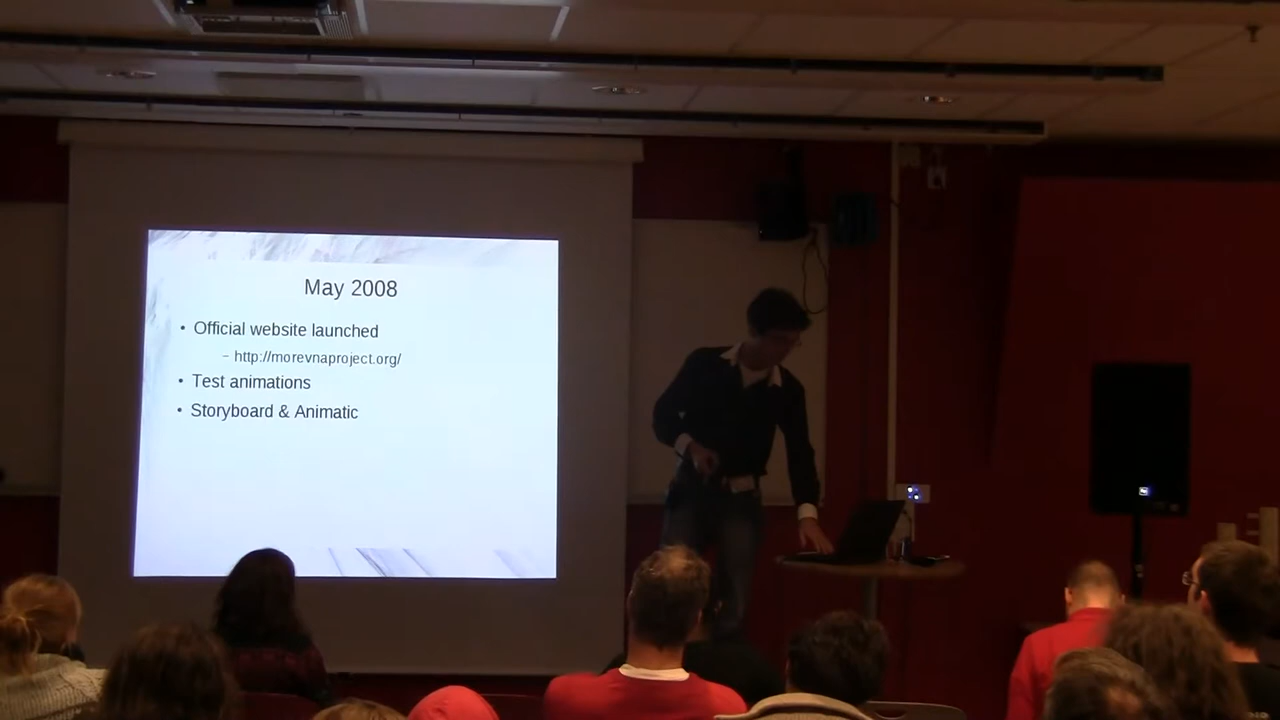 May 2008
• Official website launched
– http://morevnaproject.org/
• Test animations
• Storyboard & Animatic